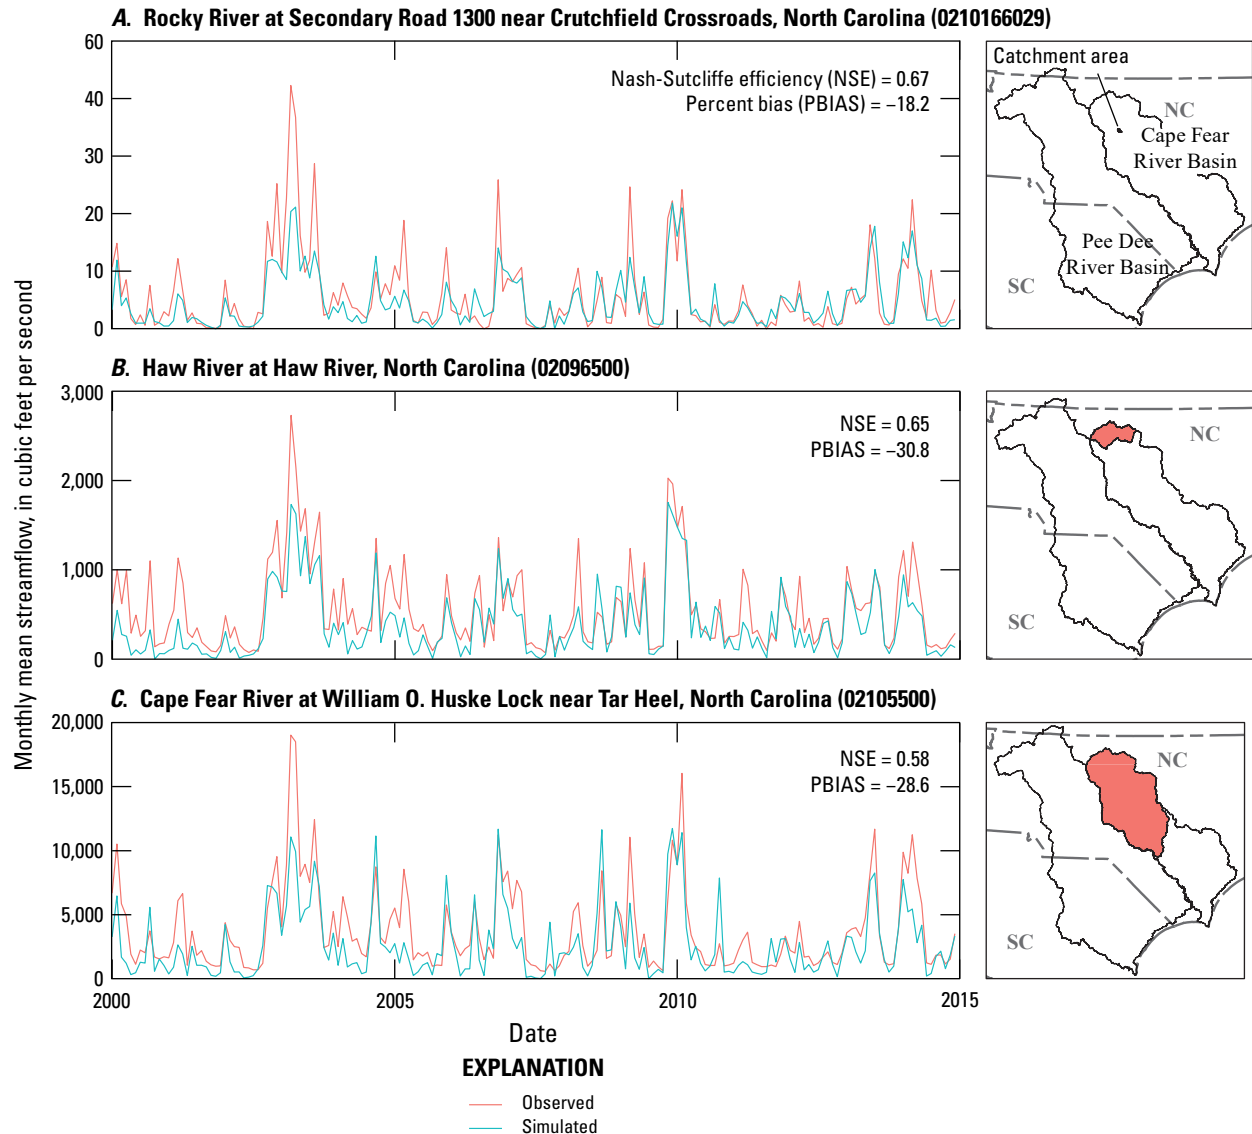 A. Rocky River at Secondary Road 1300 near Crutchfield Crossroads, North Carolina (0210166029)
60
50
40
30
20
10
0
Nash-Sutcliffe efficiency (NSE) = 0.67
Percent bias (PBIAS) = −18.2
Catchment area
NC
Cape Fear
River Basin
Pee Dee
River Basin
SC
Monthly mean streamflow, in cubic feet per second
B. Haw River at Haw River, North Carolina (02096500)
3,000
2,000
1,000
0
NSE = 0.65
PBIAS = −30.8
NC
SC
C. Cape Fear River at William O. Huske Lock near Tar Heel, North Carolina (02105500)
20,000
15,000
10,000
5,000
0
NSE = 0.58
PBIAS = −28.6
NC
SC
2000
2005
2010
2015
Date
EXPLANATION
Observed
Simulated